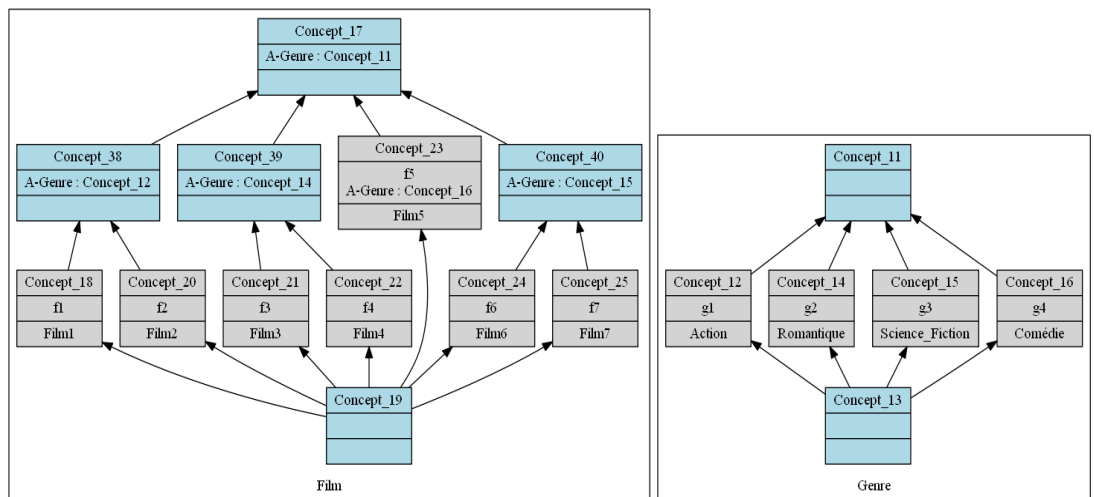 Concept_17
A-Genre : Concept_11
Concept_38
A-Genre : Concept_12
Concept_39
A-Genre : Concept_14
Concept_23
f5
A-Genre : Concept_16
Film5
Concept_40
A-Genre : Concept_15
Concept_18
f1
Film1
Concept_20
f2
Film2
Concept_21
f3
Film3
Concept_22
f4
Film4
Concept_24
f6
Film6
Concept_25
f7
Film7
Concept_19
Film
Concept_11
Concept_12
g1
Action
Concept_14
g2
Romantique
Concept_15
g3
Science_Fiction
Concept_16
g4
Comédie
Concept_13
Genre